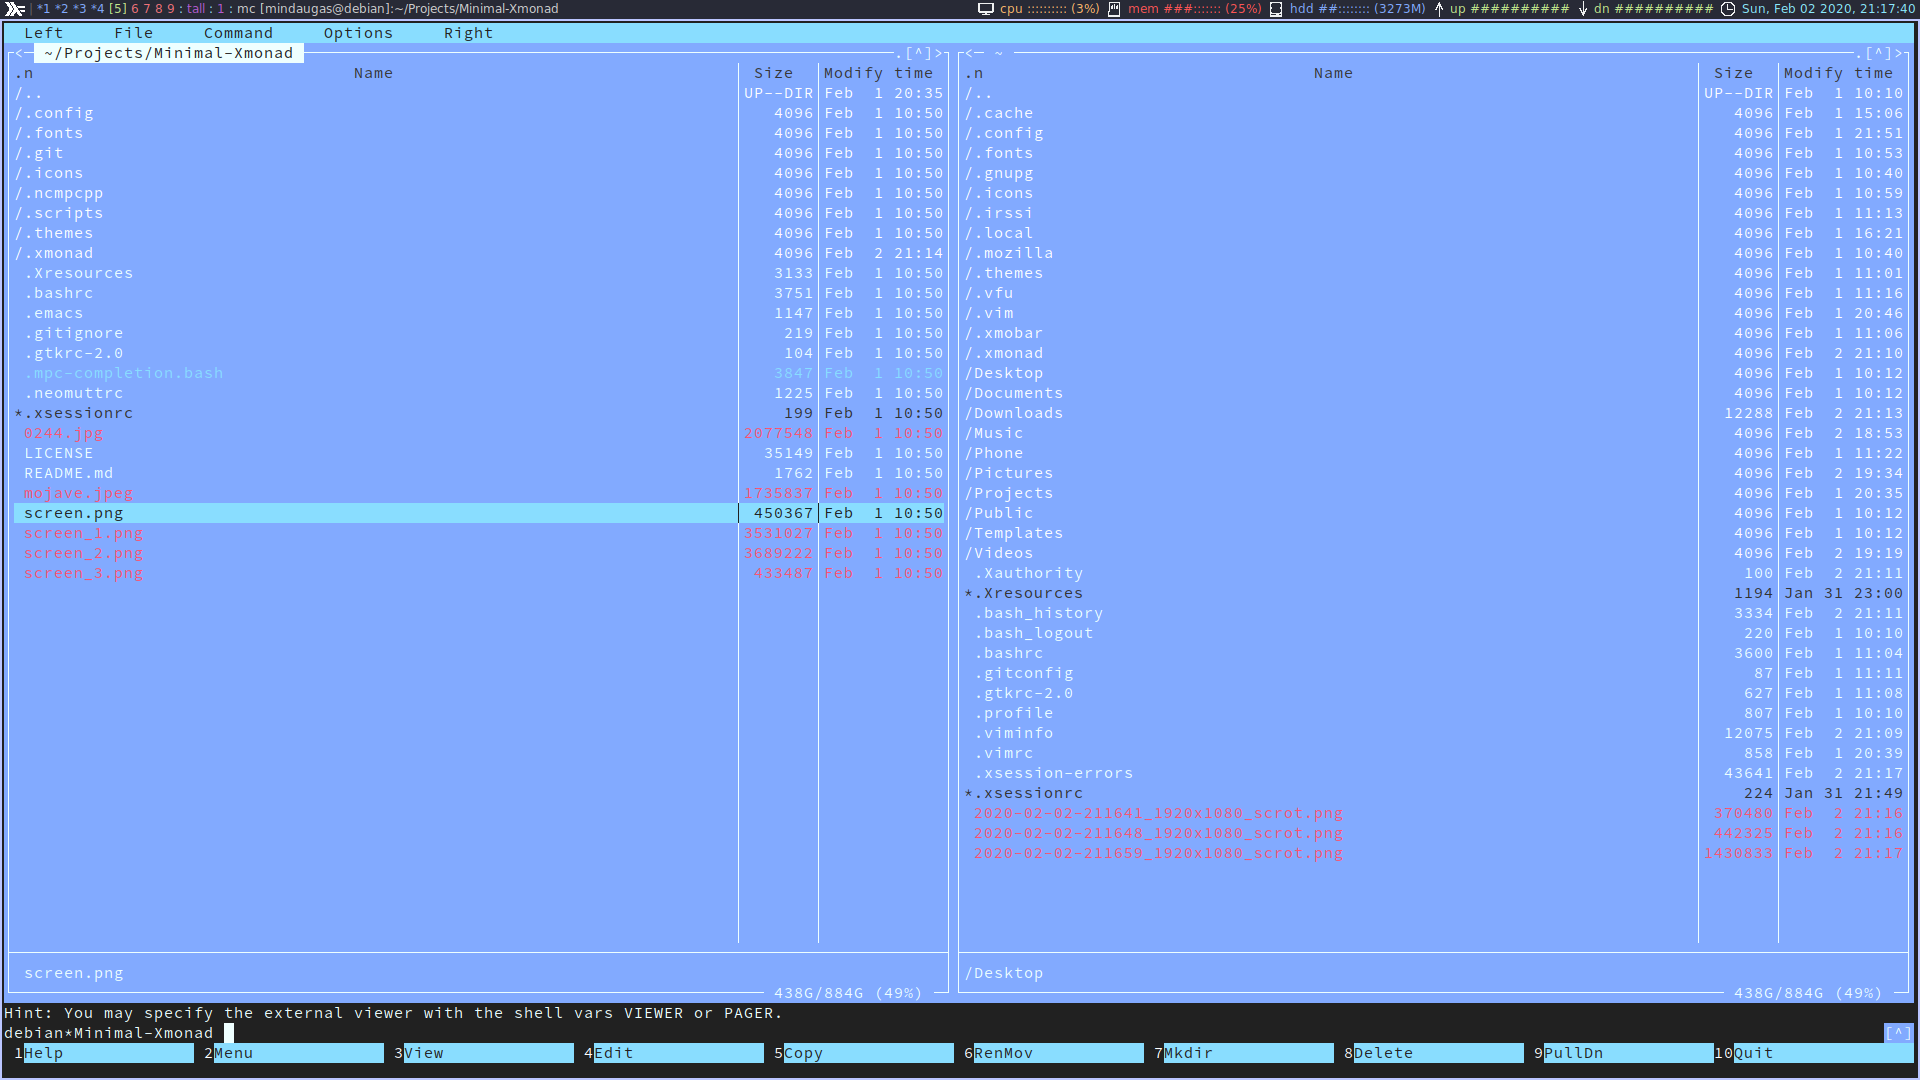 *1 *2 *3 *4 [5] 6 7 8 9 : tall : 1 : mc [mindaugas@debian]:~/Projects/Minimal-Xmonad cpu :::::::::: (3%) mem ###::::::: (25%) hdd ##:::::::: (3273M) up ########## dn ########## Sun, Feb 02 2020, 21:17:40
Left File Command Options Right
<─ ~/Projects/Minimal-Xmonad .[^]>
.n Name Size Modify time
/.. UP--DIR Feb 1 20:35
/.config 4096 Feb 1 10:50
/.fonts 4096 Feb 1 10:50
/.git 4096 Feb 1 10:50
/.icons 4096 Feb 1 10:50
/.ncmpcpp 4096 Feb 1 10:50
/.scripts 4096 Feb 1 10:50
/.themes 4096 Feb 1 10:50
/.xmonad 4096 Feb 2 21:14
.Xresources 3133 Feb 1 10:50
.bashrc 3751 Feb 1 10:50
.emacs 1147 Feb 1 10:50
.gitignore 219 Feb 1 10:50
.gtkrc-2.0 104 Feb 1 10:50
.mpc-completion.bash 3847 Feb 1 10:50
.neomuttrc 1225 Feb 1 10:50
*.xsessionrc 199 Feb 1 10:50
0244.jpg 2077548 Feb 1 10:50
LICENSE 35149 Feb 1 10:50
README.md 1762 Feb 1 10:50
mojave.jpeg 1735837 Feb 1 10:50
screen.png 450367 Feb 1 10:50
screen_1.png 3531027 Feb 1 10:50
screen_2.png 3689222 Feb 1 10:50
screen_3.png 433487 Feb 1 10:50
screen.png
438G/884G (49%)
<─ ~ .[^]>
.n Name Size Modify time
/.. UP--DIR Feb 1 10:10
/.cache 4096 Feb 1 15:06
/.config 4096 Feb 1 21:51
/.fonts 4096 Feb 1 10:53
/.gnupg 4096 Feb 1 10:40
/.icons 4096 Feb 1 10:59
/.irssi 4096 Feb 1 11:13
/.local 4096 Feb 1 16:21
/.mozilla 4096 Feb 1 10:40
/.themes 4096 Feb 1 11:01
/.vfu 4096 Feb 1 11:16
/.vim 4096 Feb 1 20:46
/.xmobar 4096 Feb 1 11:06
/.xmonad 4096 Feb 2 21:10
/Desktop 4096 Feb 1 10:12
/Documents 4096 Feb 1 10:12
/Downloads 12288 Feb 2 21:13
/Music 4096 Feb 2 18:53
/Phone 4096 Feb 1 11:22
/Pictures 4096 Feb 2 19:34
/Projects 4096 Feb 1 20:35
/Public 4096 Feb 1 10:12
/Templates 4096 Feb 1 10:12
/Videos 4096 Feb 2 19:19
.Xauthority 100 Feb 2 21:11
*.Xresources 1194 Jan 31 23:00
.bash_history 3334 Feb 2 21:11
.bash_logout 220 Feb 1 10:10
.bashrc 3600 Feb 1 11:04
.gitconfig 87 Feb 1 11:11
.gtkrc-2.0 627 Feb 1 11:08
.profile 807 Feb 1 10:10
.viminfo 12075 Feb 2 21:09
.vimrc 858 Feb 1 20:39
.xsession-errors 43641 Feb 2 21:17
*.xsessionrc 224 Jan 31 21:49
2020-02-02-211641_1920x1080_scrot.png 370480 Feb 2 21:16
2020-02-02-211648_1920x1080_scrot.png 442325 Feb 2 21:16
2020-02-02-211659_1920x1080_scrot.png 1430833 Feb 2 21:17
/Desktop
438G/884G (49%)
Hint: You may specify the external viewer with the shell vars VIEWER or PAGER.
debian*Minimal-Xmonad [^]
1Help 2Menu 3View 4Edit 5Copy 6RenMov 7Mkdir 8Delete 9PullDn 10Quit